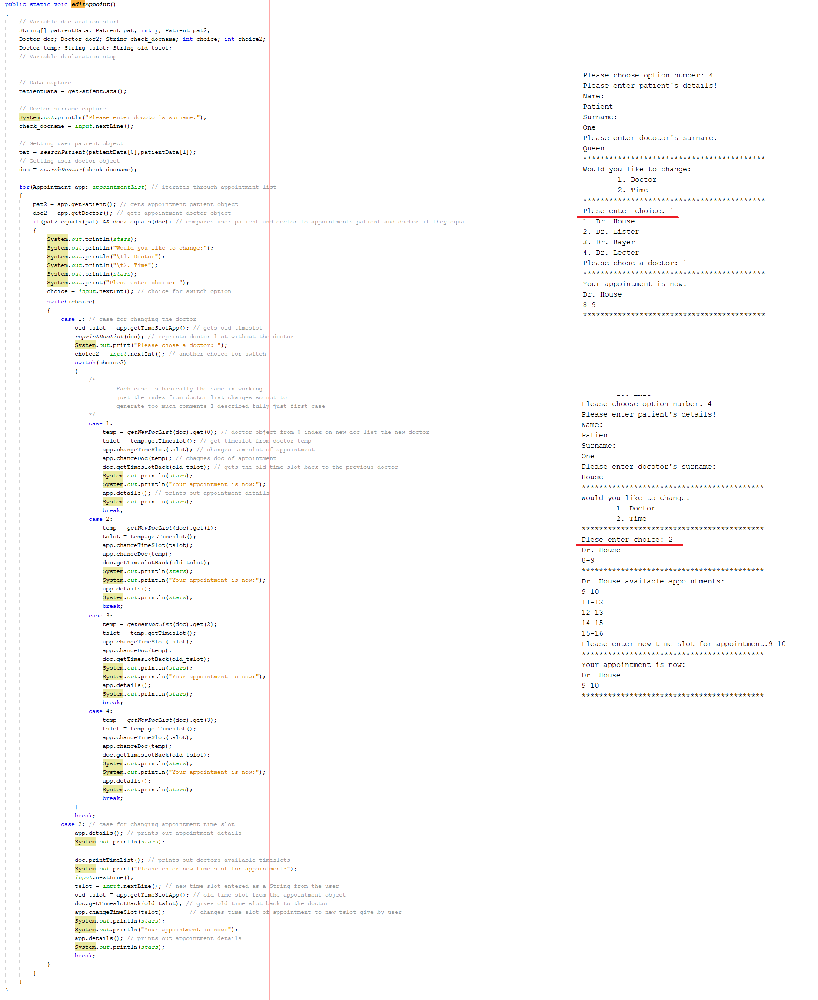 public static void editAppoint()
{
// Variable declaration start
String[] patientData; Patient pat; int i; Patient pat2;
Doctor doc; Doctor doc2; String check_docname; int choice; int choice2;
Doctor temp; String tslot; String old_tslot;
// Variable declaration stop
// Data capture
patientData = getPatientData();
// Doctor surname capture
System.out.println("Please enter docotor's surname:");
check_docname = input.nextLine();
// Getting user patient object
pat = searchPatient(patientData[0],patientData[1]);
// Getting user doctor object
doc = searchDoctor(check_docname);
for(Appointment app: appointmentList) // iterates through appointment list
{
pat2 = app.getPatient(); // gets appointment patient object
doc2 = app.getDoctor(); // gets appointment doctor object
if(pat2.equals(pat) && doc2.equals(doc)) // compares user patient and doctor to appointments patient and doctor if they equal
{
System.out.println(stars);
System.out.println("Would you like to change:");
System.out.println("\t1. Doctor");
System.out.println("\t2. Time");
System.out.println(stars);
System.out.print("Plese enter choice: ");
choice = input.nextInt(); // choice for switch option
switch(choice)
{
case 1: // case for changing the doctor
old_tslot = app.getTimeSlotApp(); // gets old timeslot
reprintDocList(doc); // reprints doctor list without the doctor
System.out.print("Please chose a doctor: ");
choice2 = input.nextInt(); // another choice for switch
switch(choice2)
{
/*
Each case is basically the same in working
just the index from doctor list changes so not to
generate too much comments I described fully just first case
*/
case 1:
temp = getNewDocList(doc).get(0); // doctor object from 0 index on new doc list the new doctor
tslot = temp.getTimeslot(); // get timeslot from doctor temp
app.changeTimeSlot(tslot); // changes timeslot of appointment
app.changeDoc(temp); // chagnes doc of appointment
doc.getTimeslotBack(old_tslot); // gets the old time slot back to the previous doctor
System.out.println(stars);
System.out.println("Your appointment is now:");
app.details(); // prints out appointment details
System.out.println(stars);
break;
case 2:
temp = getNewDocList(doc).get(1);
tslot = temp.getTimeslot();
app.changeTimeSlot(tslot);
app.changeDoc(temp);
doc.getTimeslotBack(old_tslot);
System.out.println(stars);
System.out.println("Your appointment is now:");
app.details();
System.out.println(stars);
break;
case 3:
temp = getNewDocList(doc).get(2);
tslot = temp.getTimeslot();
app.changeTimeSlot(tslot);
app.changeDoc(temp);
doc.getTimeslotBack(old_tslot);
System.out.println(stars);
System.out.println("Your appointment is now:");
app.details();
System.out.println(stars);
break;
case 4:
temp = getNewDocList(doc).get(3);
tslot = temp.getTimeslot();
app.changeTimeSlot(tslot);
app.changeDoc(temp);
doc.getTimeslotBack(old_tslot);
System.out.println(stars);
System.out.println("Your appointment is now:");
app.details();
System.out.println(stars);
break;
}
break;
case 2: // case for changing appointment time slot
app.details(); // prints out appointment details
System.out.println(stars);
doc.printTimeList(); // prints out doctors available timeslots
System.out.print("Please enter new time slot for appointment:");
input.nextLine();
tslot = input.nextLine(); // new time slot entered as a String from the user
old_tslot = app.getTimeSlotApp(); // old time slot from the appointment object
doc.getTimeslotBack(old_tslot); // gives old time slot back to the doctor
app.changeTimeSlot(tslot); // changes time slot of appointment to new tslot give by user
System.out.println(stars);
System.out.println("Your appointment is now:");
app.details(); // prints out appointment details
System.out.println(stars);
break;
}
}
}
}
Please choose option number: 4
Please enter patient's details!
Name:
Patient
Surname:
One
Please enter docotor's surname:
Queen
******************************************
Would you like to change:
1. Doctor
2. Time
******************************************
Plese enter choice: 1
1. Dr. House
2. Dr. Lister
3. Dr. Bayer
4. Dr. Lecter
Please chose a doctor: 1
******************************************
Your appointment is now:
Dr. House
8-9
******************************************
Please choose option number: 4
Please enter patient's details!
Name:
Patient
Surname:
One
Please enter docotor's surname:
House
******************************************
Would you like to change:
1. Doctor
2. Time
******************************************
Plese enter choice: 2
Dr. House
8-9
******************************************
Dr. House available appointments:
9-10
11-12
12-13
14-15
15-16
Please enter new time slot for appointment:9-10
******************************************
Your appointment is now:
Dr. House
9-10
******************************************